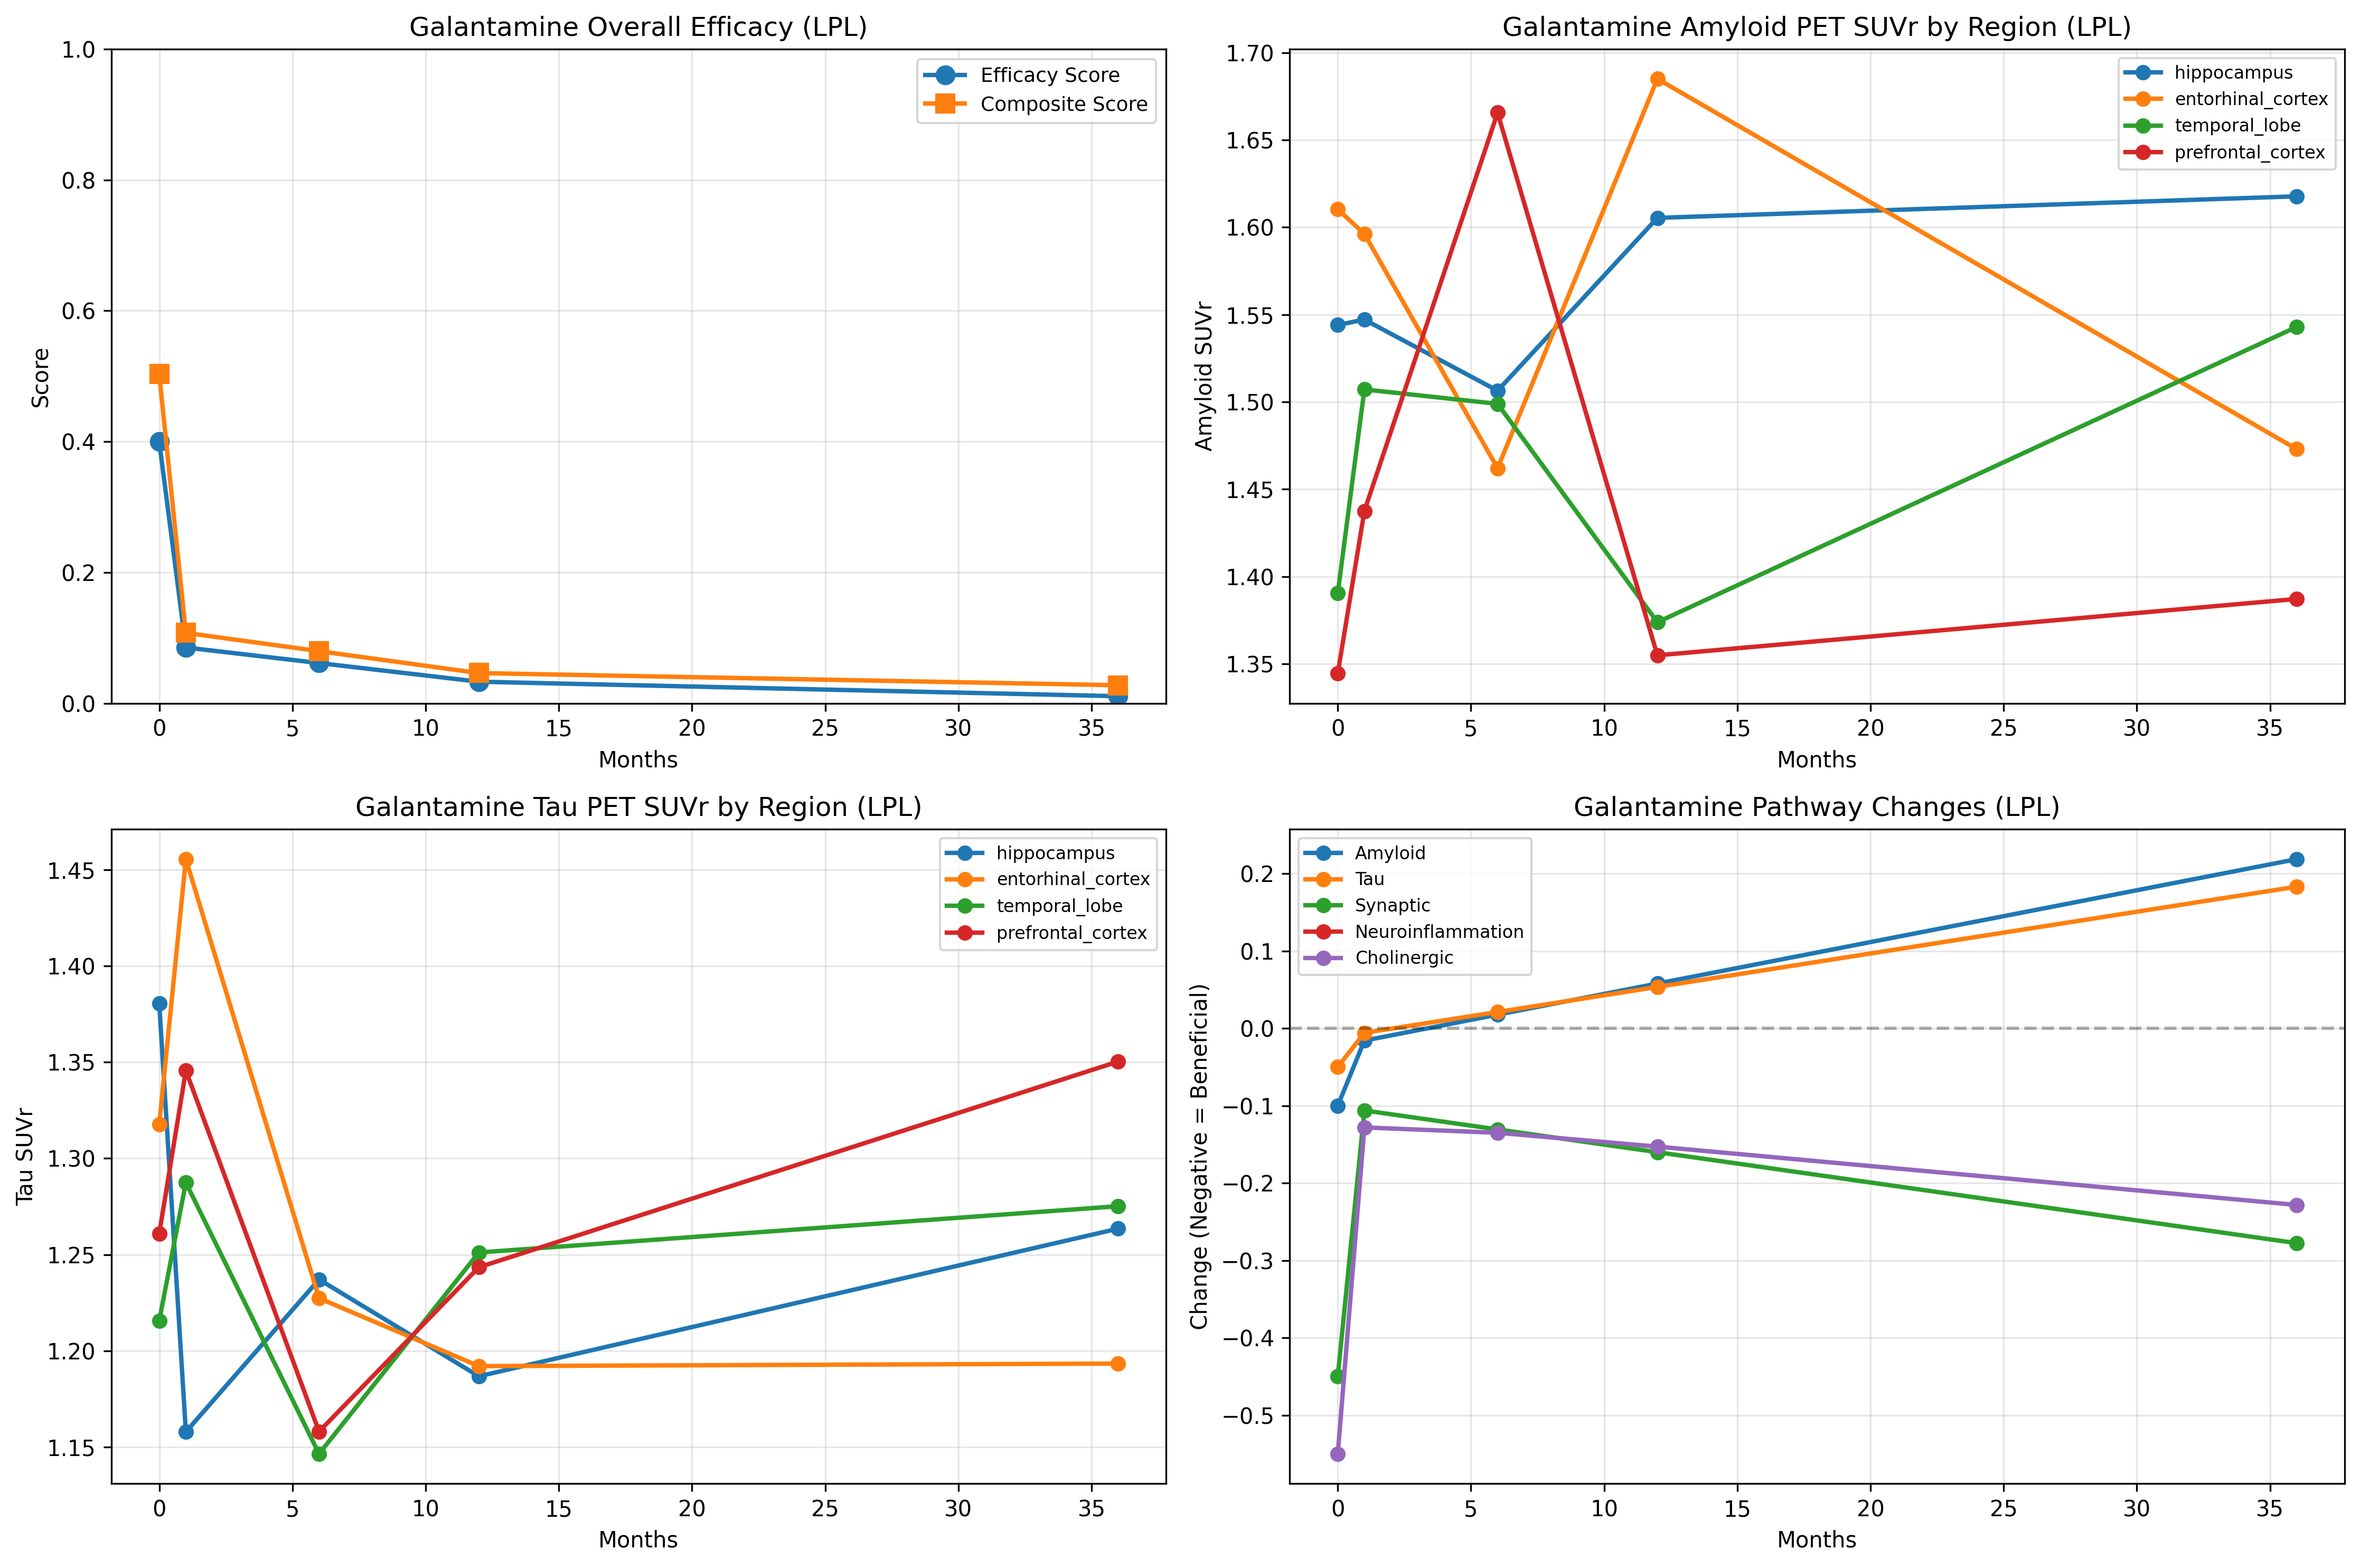 Galantamine Overall Efficacy (LPL)
1.0
0.8
0.6
0.4
0.2
0.0
Score
Efficacy Score
Composite Score
0 5 10 15 20 25 30 35
Months
Galantamine Amyloid PET SUVr by Region (LPL)
1.70
1.65
1.60
1.55
1.50
1.45
1.40
1.35
Amyloid SUVr
hippocampus
entorhinal_cortex
temporal_lobe
prefrontal_cortex
0 5 10 15 20 25 30 35
Months
Galantamine Tau PET SUVr by Region (LPL)
1.45
1.40
1.35
1.30
1.25
1.20
1.15
Tau SUVr
hippocampus
entorhinal_cortex
temporal_lobe
prefrontal_cortex
0 5 10 15 20 25 30 35
Months
Galantamine Pathway Changes (LPL)
0.2
0.1
0.0
−0.1
−0.2
−0.3
−0.4
−0.5
Change (Negative = Beneficial)
Amyloid
Tau
Synaptic
Neuroinflammation
Cholinergic
0 5 10 15 20 25 30 35
Months